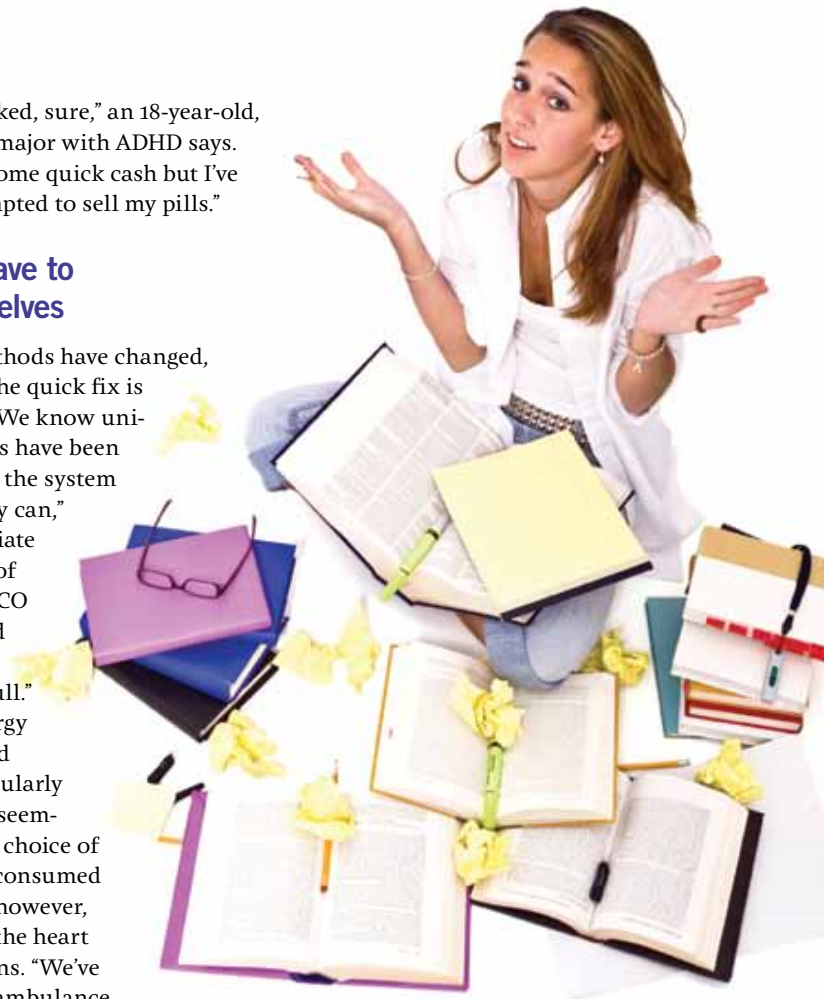 ked, sure,” an 18-year-old,
major with ADHD says.
ome quick cash but I’ve
pted to sell my pills.”
ave to
elves
thods have changed,
he quick fix is
We know uni-
s have been
the system
y can,”
iate
of
CO
d
ull.”
rgy
d
ularly
seem-
choice of
consumed
however,
the heart
ns. “We’ve
ambulance